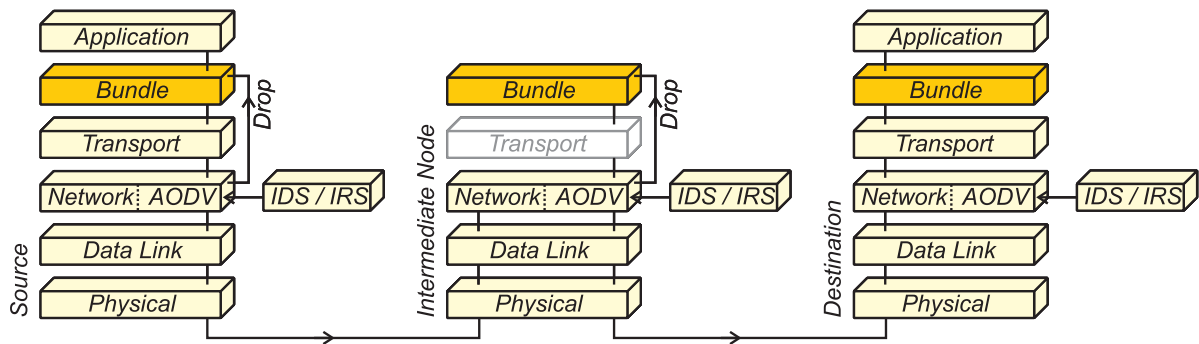 Application
Bundle
Drop
Transport
Network AODV
IDS / IRS
Data Link
Physical
Source
Bundle
Drop
Transport
Network AODV
IDS / IRS
Data Link
Physical
Intermediate Node
Application
Bundle
Transport
Network AODV
IDS / IRS
Data Link
Physical
Destination